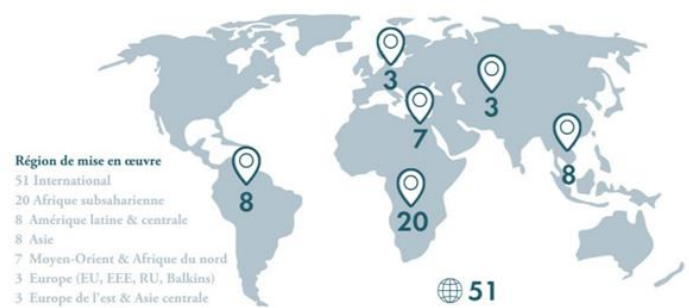 3
3
7
8
8
20
51
Région de mise en œuvre
51 International
20 Afrique subsaharienne
8 Amérique latine & centrale
8 Asie
7 Moyen-Orient & Afrique du nord
3 Europe (EU, EEE, RU, Balkins)
3 Europe de l'est & Asie centrale